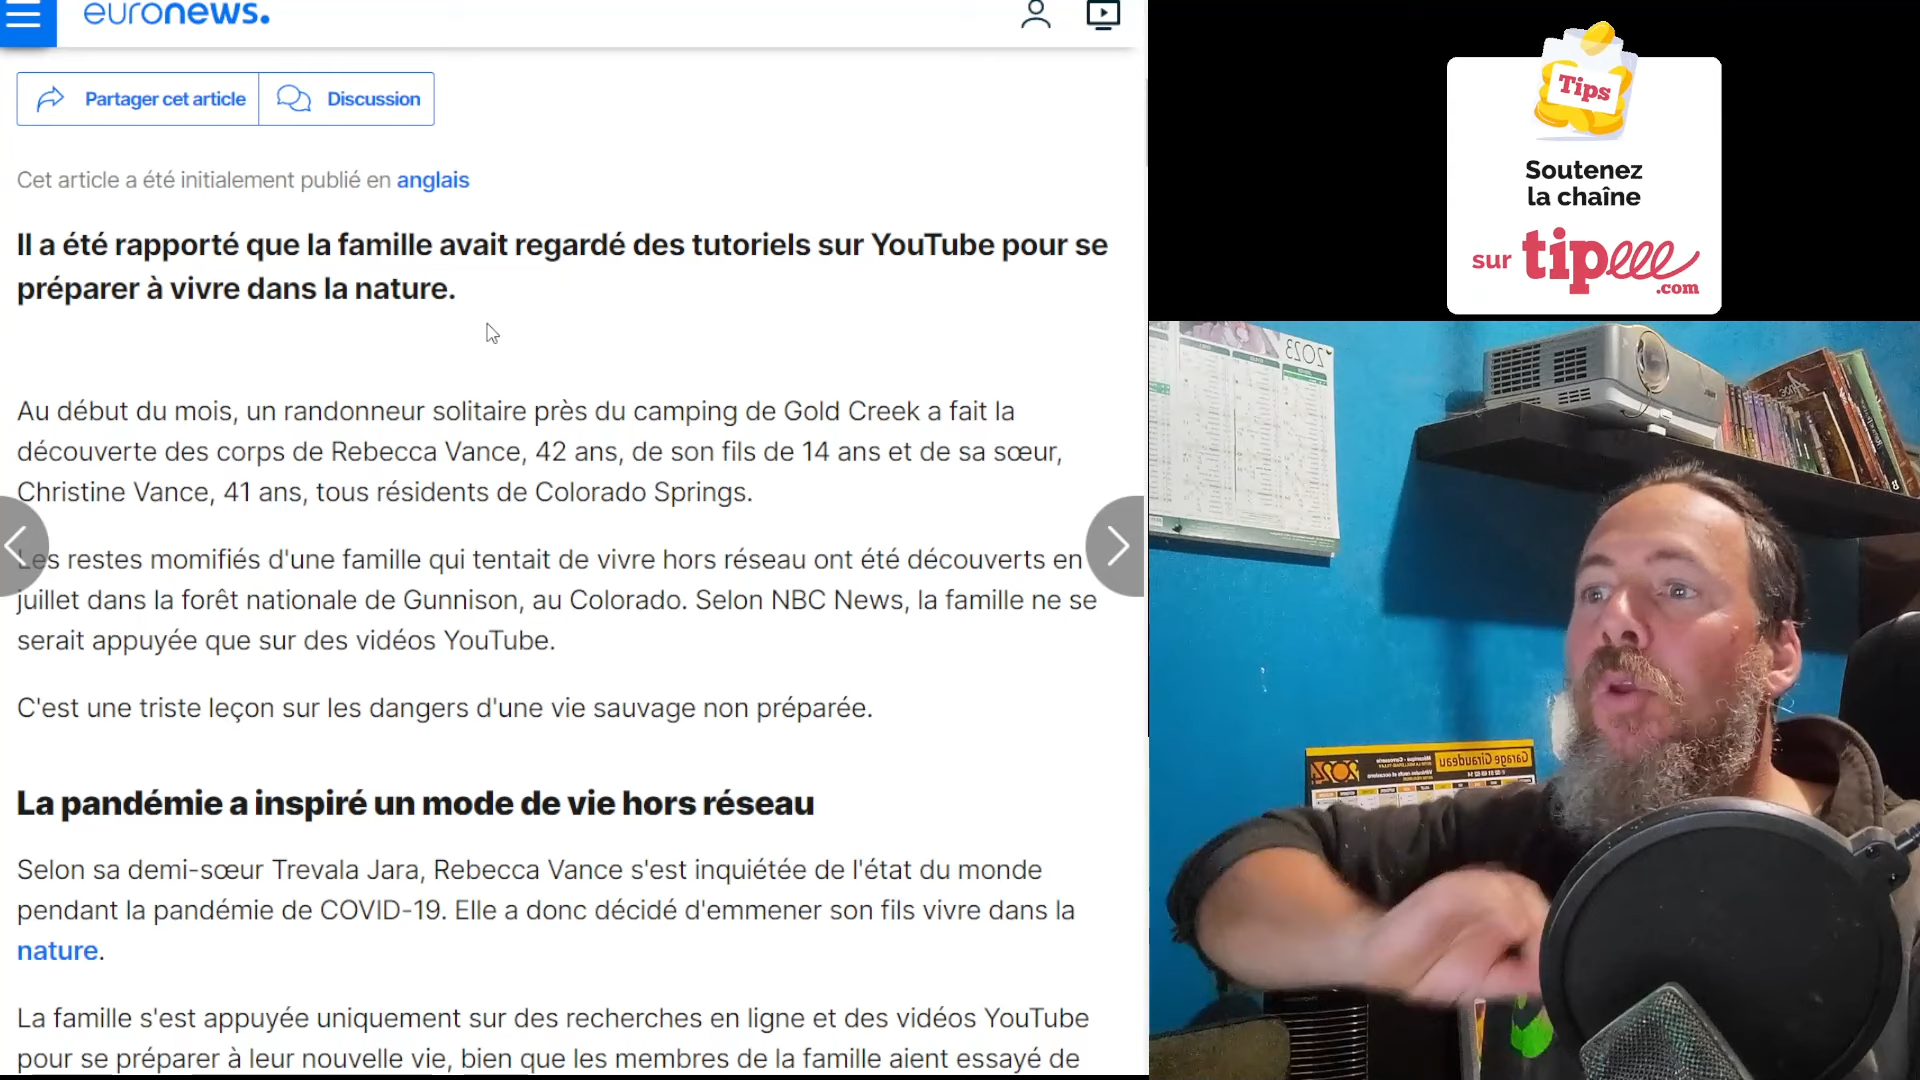 euronews.
Partager cet article
Discussion
Cet article a été initialement publié en anglais
Il a été rapporté que la famille avait regardé des tutoriels sur YouTube pour se
préparer à vivre dans la nature.
Au début du mois, un randonneur solitaire près du camping de Gold Creek a fait la
découverte des corps de Rebecca Vance, 42 ans, de son fils de 14 ans et de sa sœur,
Christine Vance, 41 ans, tous résidents de Colorado Springs.
Les restes momifiés d'une famille qui tentait de vivre hors réseau ont été découverts en
juillet dans la forêt nationale de Gunnison, au Colorado. Selon NBC News, la famille ne se
serait appuyée que sur des vidéos YouTube.
C'est une triste leçon sur les dangers d'une vie sauvage non préparée.
La pandémie a inspiré un mode de vie hors réseau
Selon sa demi-sœur Trevala Jara, Rebecca Vance s'est inquiétée de l'état du monde
pendant la pandémie de COVID-19. Elle a donc décidé d'emmener son fils vivre dans la
nature.
La famille s'est appuyée uniquement sur des recherches en ligne et des vidéos YouTube
pour se préparer à leur nouvelle vie, bien que les membres de la famille aient essayé de
Tips
Soutenez
la chaîne
sur tipeee
.com
2023
Garage Giraudeau
2022